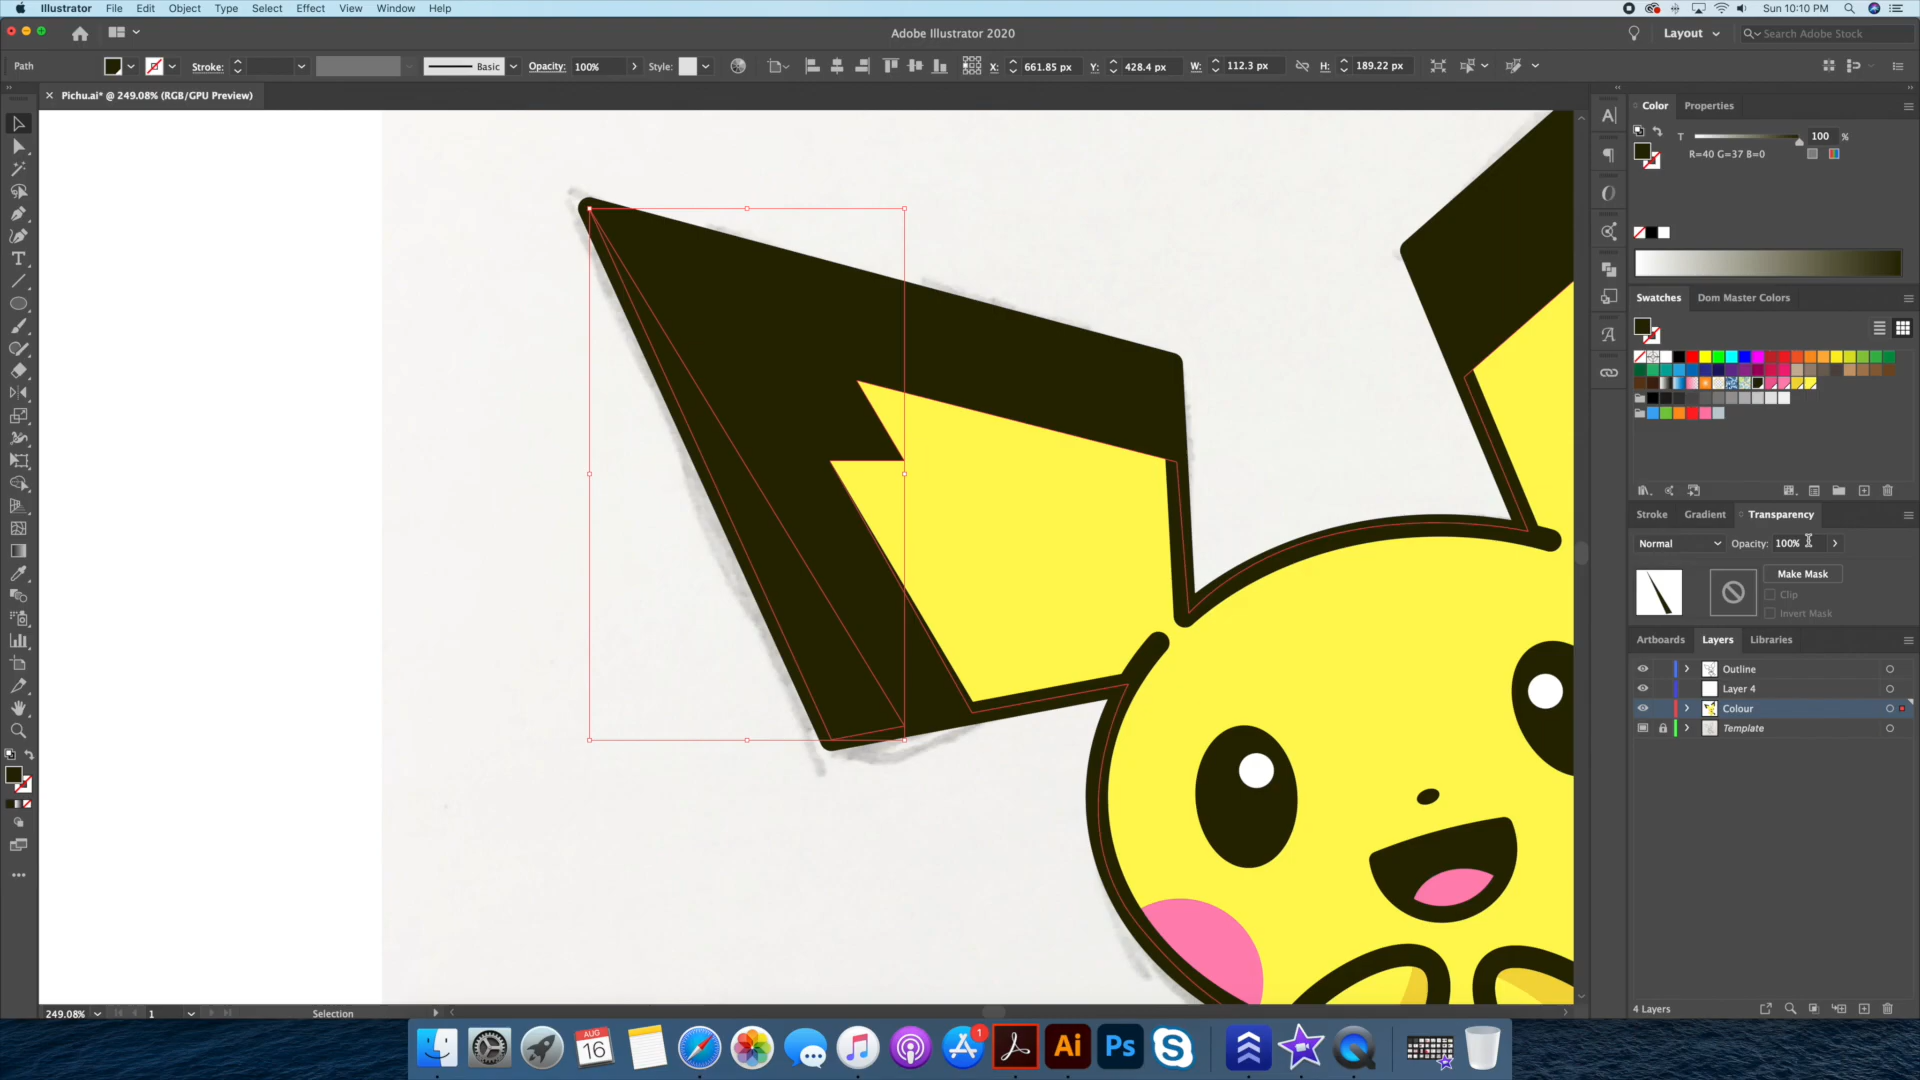 Illustrator File Edit Object Type Select Effect View Window Help
Sun 10:10 PM
Adobe Illustrator 2020
Layout
Search Adobe Stock
Path
Stroke:
Basic
Opacity: 100%
Style:
X: 661.85 px
Y: 428.4 px
W: 112.3 px
H: 189.22 px
Pichu.ai* @ 249.08% (RGB/GPU Preview)
Color Properties
T 100 %
R=40 G=37 B=0
Swatches Dom Master Colors
Stroke Gradient Transparency
Normal Opacity: 100%
Make Mask
Clip
Invert Mask
Artboards Layers Libraries
Outline
Layer 4
Colour
Template
4 Layers
249.08% 1 Selection
AUG
16
1
Ai
Ps